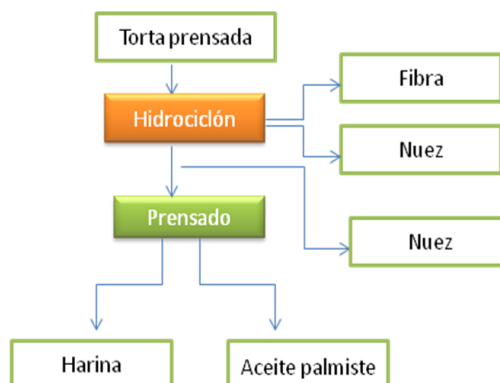 Torta prensada
Fibra
Hidrociclón
Nuez
Prensado
Nuez
Harina
Aceite palmiste